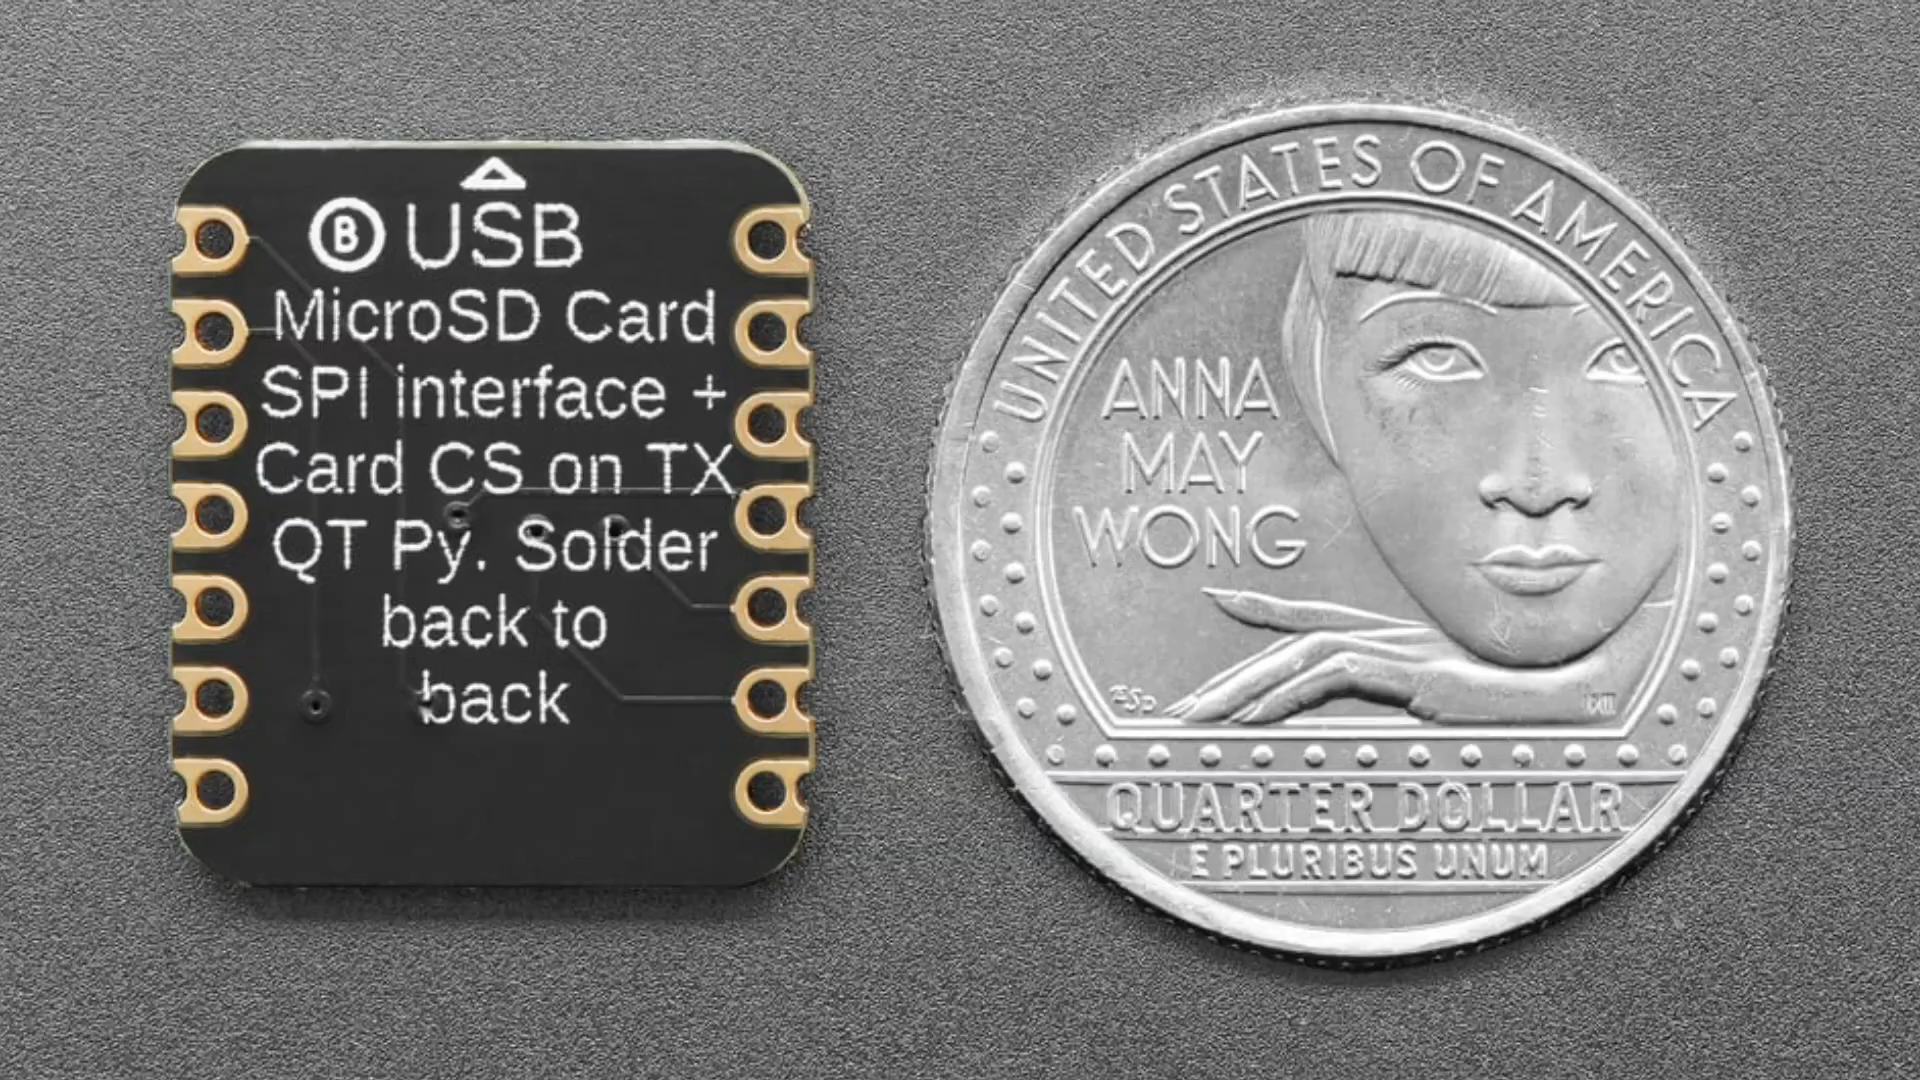 B USB
MicroSD Card
SPI interface +
Card CS on TX
QT Py. Solder
back to
back
UNITED STATES OF AMERICA
ANNA
MAY
WONG
QUARTER DOLLAR
E PLURIBUS UNUM